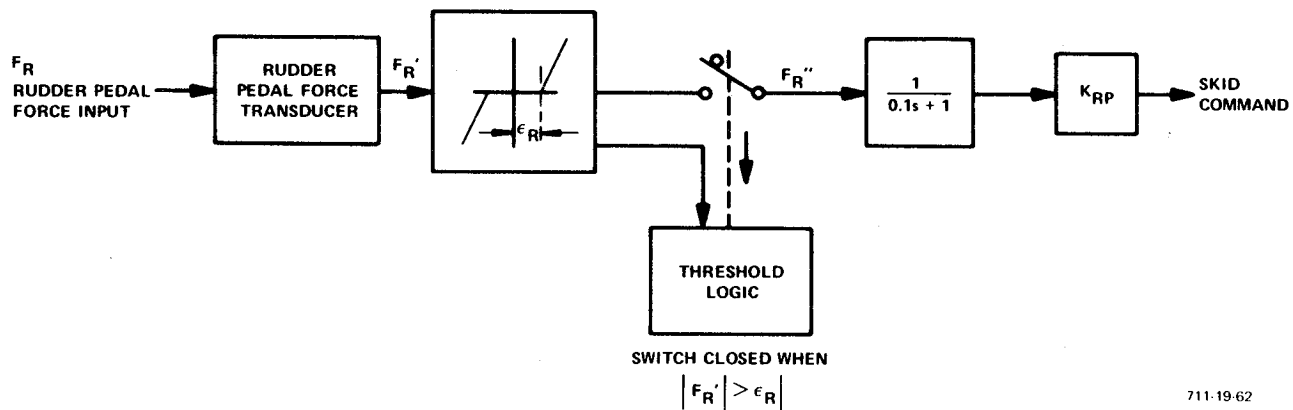 F_R
RUDDER PEDAL
FORCE INPUT
RUDDER
PEDAL FORCE
TRANSDUCER
F_R'
ϵ_R
F_R''
1
0.1s + 1
K_RP
SKID
COMMAND
THRESHOLD
LOGIC
SWITCH CLOSED WHEN
|F_R'| > ϵ_R|
711-19-62